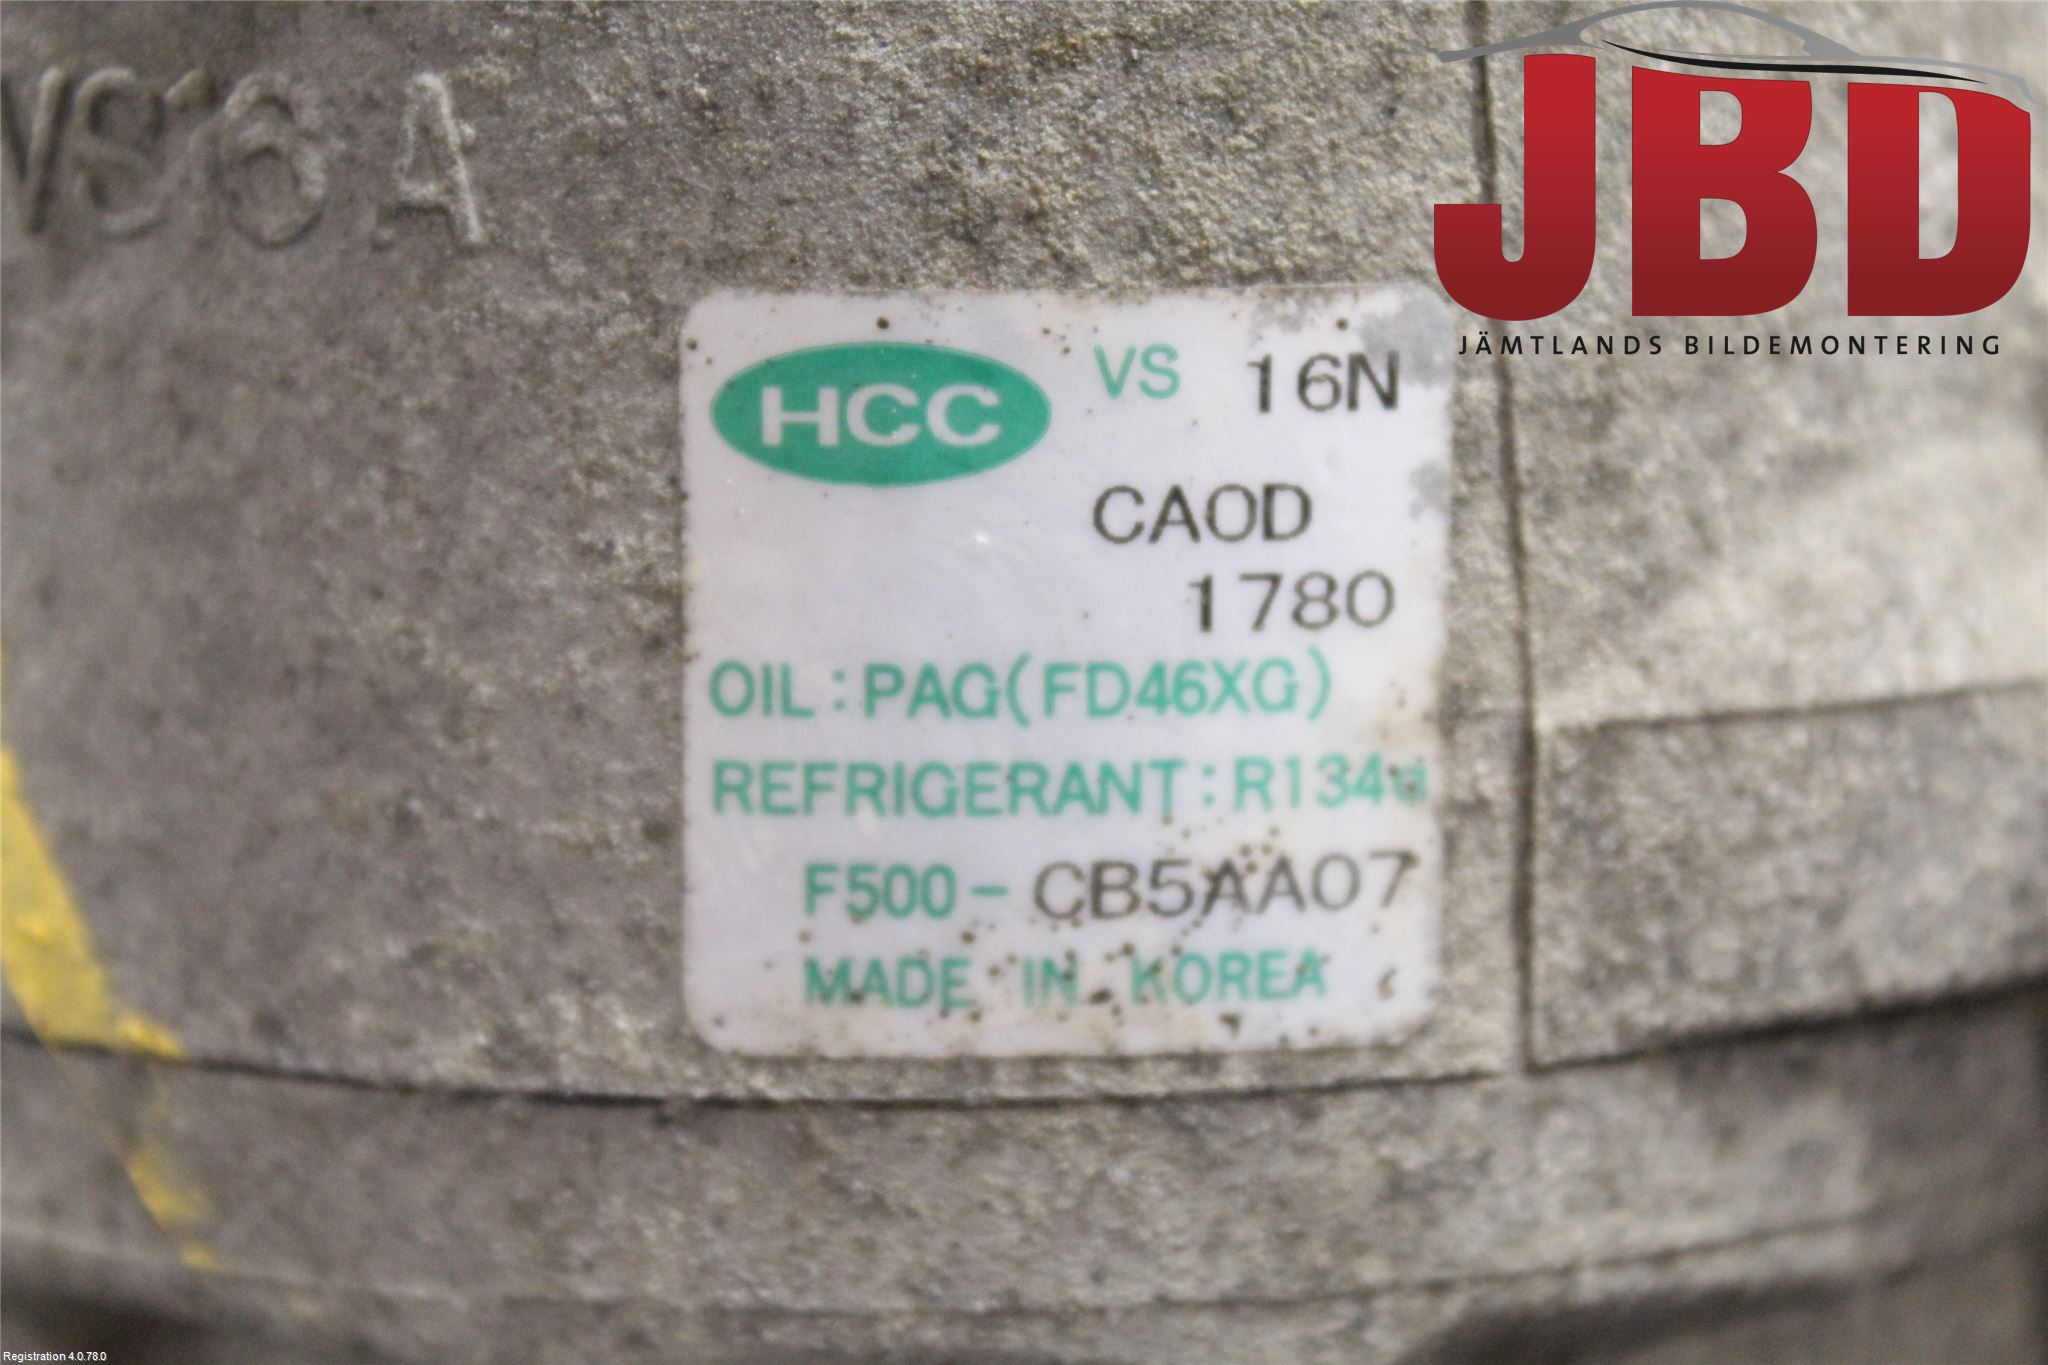 VS16A
JBD
JÄMTLANDS BILDEMONTERING
HCC VS 16N
CA0D
1780
OIL:PAG(FD46XG)
REFRIGERANT:R134a
F500-CB5AA07
MADE IN KOREA
Registration 4.0.78.0